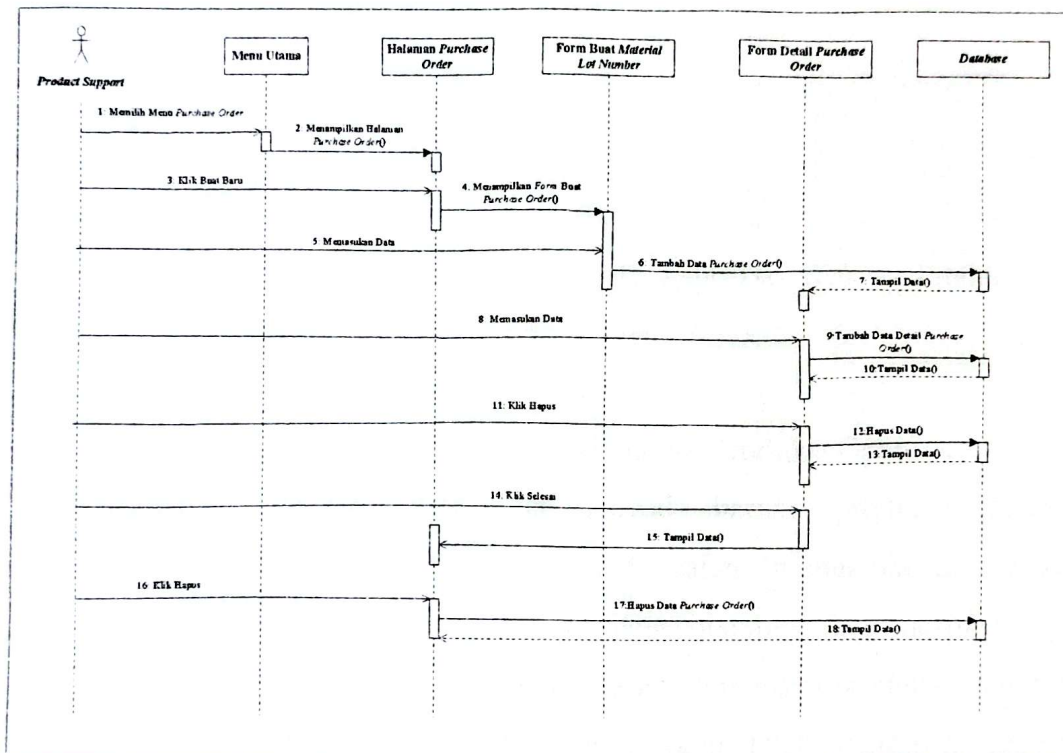 Product Support
Menu Utama
Halaman Purchase
Order
Form Buat Material
Lot Number
Form Detail Purchase
Order
Database
1: Memilih Menu Purchase Order
2: Menampilkan Halaman
Purchase Order()
3: Klik Buat Baru
4: Menampilkan Form Buat
Purchase Order()
5: Memasukan Data
6: Tambah Data Purchase Order()
7: Tampil Data()
8: Memasukan Data
9:Tambah Data Detail Purchase
Order()
10:Tampil Data()
11: Klik Hapus
12:Hapus Data()
13:Tampil Data()
14: Klik Selesai
15: Tampil Data()
16: Klik Hapus
17:Hapus Data Purchase Order()
18:Tampil Data()